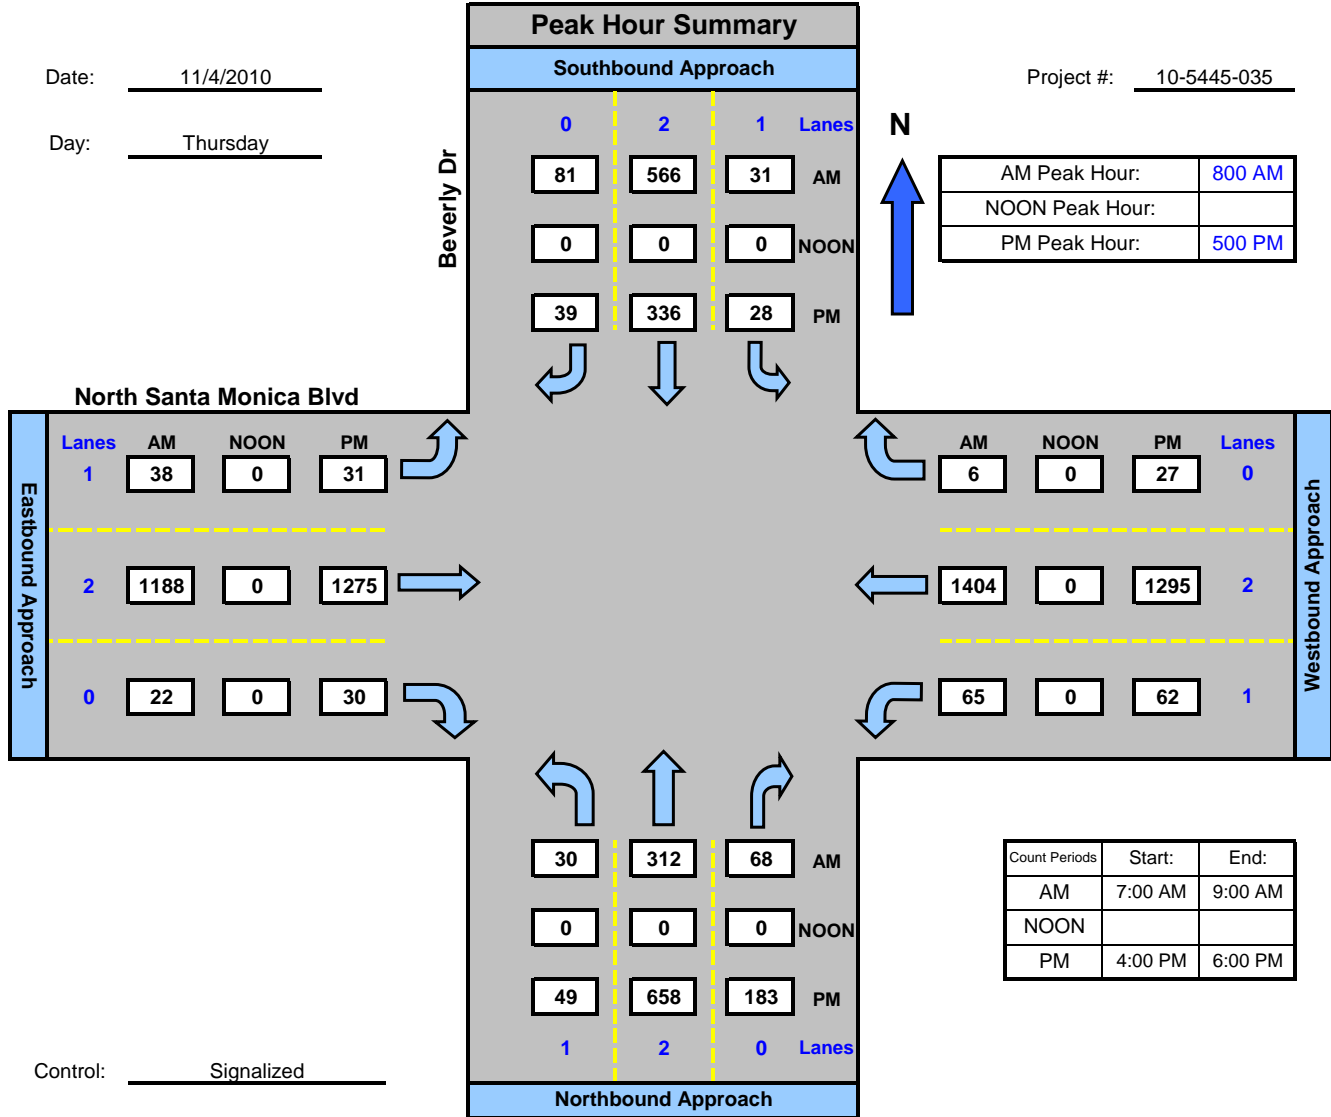 Peak Hour Summary
Southbound Approach
Date: 11/4/2010
Project #: 10-5445-035
Day: Thursday
Beverly Dr
0 2 1 Lanes
81 566 31 AM
0 0 0 NOON
39 336 28 PM
N
AM Peak Hour: 800 AM
NOON Peak Hour:
PM Peak Hour: 500 PM
North Santa Monica Blvd
Eastbound Approach
Lanes AM NOON PM
1 38 0 31
2 1188 0 1275
0 22 0 30
AM NOON PM Lanes
6 0 27 0
1404 0 1295 2
65 0 62 1
Westbound Approach
30 312 68 AM
0 0 0 NOON
49 658 183 PM
1 2 0 Lanes
Northbound Approach
Count Periods Start: End:
AM 7:00 AM 9:00 AM
NOON
PM 4:00 PM 6:00 PM
Control: Signalized